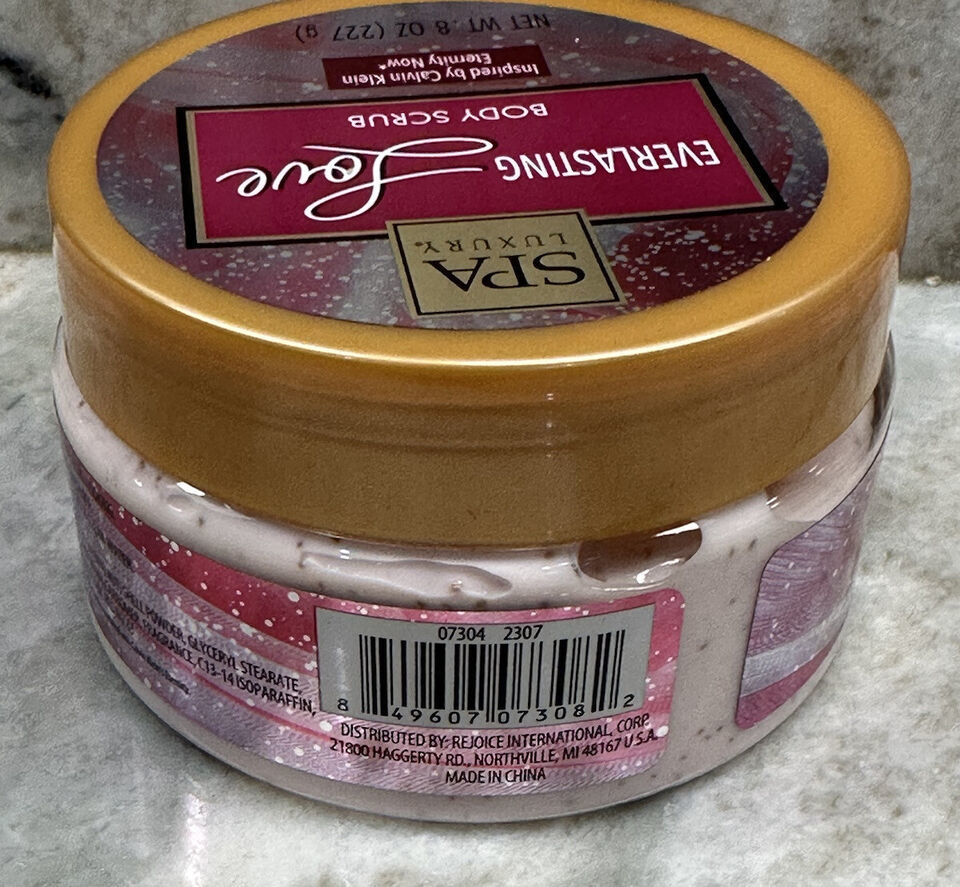 SPA
LUXURY®
EVERLASTING Love
BODY SCRUB
Inspired by Calvin Klein
Eternity Now*
NET WT. 8 OZ (227 g)
POWDER, GLYCERYL STEARATE,
FRAGRANCE, C13-14 ISOPARAFFIN,
07304 2307
8 49607 07308 2
DISTRIBUTED BY: REJOICE INTERNATIONAL, CORP.
21800 HAGGERTY RD., NORTHVILLE, MI 48167 U.S.A.
MADE IN CHINA